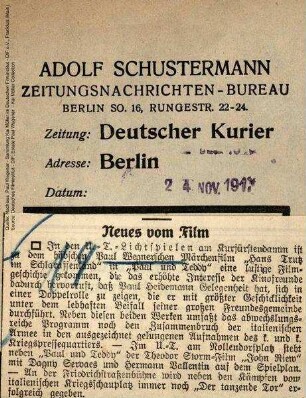 ADOLF SCHUSTERMANN
ZEITUNGSNACHRICHTEN-BUREAU
BERLIN SO. 16, RUNGESTR. 22-24.
Zeitung: Deutscher Kurier
Adresse: Berlin
Datum: 24. NOV. 1917
Neues vom Film
In den T.-Lichtspielen am Kurfürstendamm ist
dem Paul Wegenerschen Märchenfilm „Hans Trutz
im Schlaraffenland" „Paul und Teddy" eine lustige Film-
geschichte gefolgt, die das erhöhte Interesse der Kinofreunde
dadurch erweckt, daß Paul Heidemann Gelegenheit hat, sich in
einer Doppelrolle zu zeigen, die er mit größter Geschicklichkeit
unter dem lebhaften Beifall seiner großen Freundesgemeinde
durchführt. Neben diesen beiden Werken umfaßt das abwechslungs-
reiche Programm noch den Zusammenbruch der italienischen
Armee in den ausgezeichnet gelungenen Aufnahmen des k. und k.
Kriegspressequartiers. Im U.-T. am Nollendorfplatz steht
neben „Paul und Teddy" der Theodor Storm-Film „John Riew"
mit Dagny Servaes und Hermann Vallentin auf dem Spielplan.
In der Friedrichstraßenbühne wird neben den Kämpfen vom
italienischen Kriegsschauplatz immer noch „Der tanzende Tor" er-
folgreich gegeben.